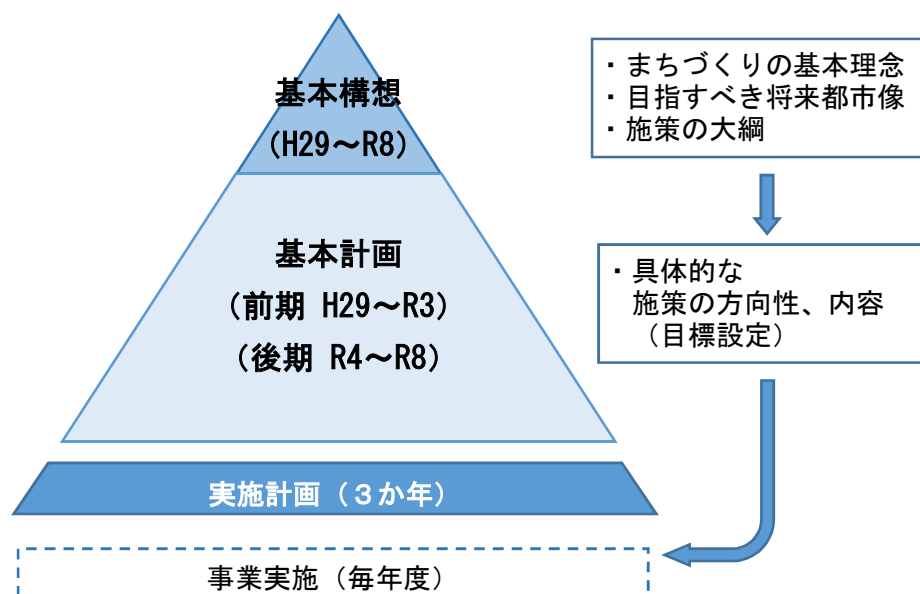 基本構想
(H29～R8)
基本計画
(前期 H29～R3)
(後期 R4～R8)
実施計画（３か年）
事業実施（毎年度）
・まちづくりの基本理念
・目指すべき将来都市像
・施策の大綱
・具体的な
施策の方向性、内容
（目標設定）